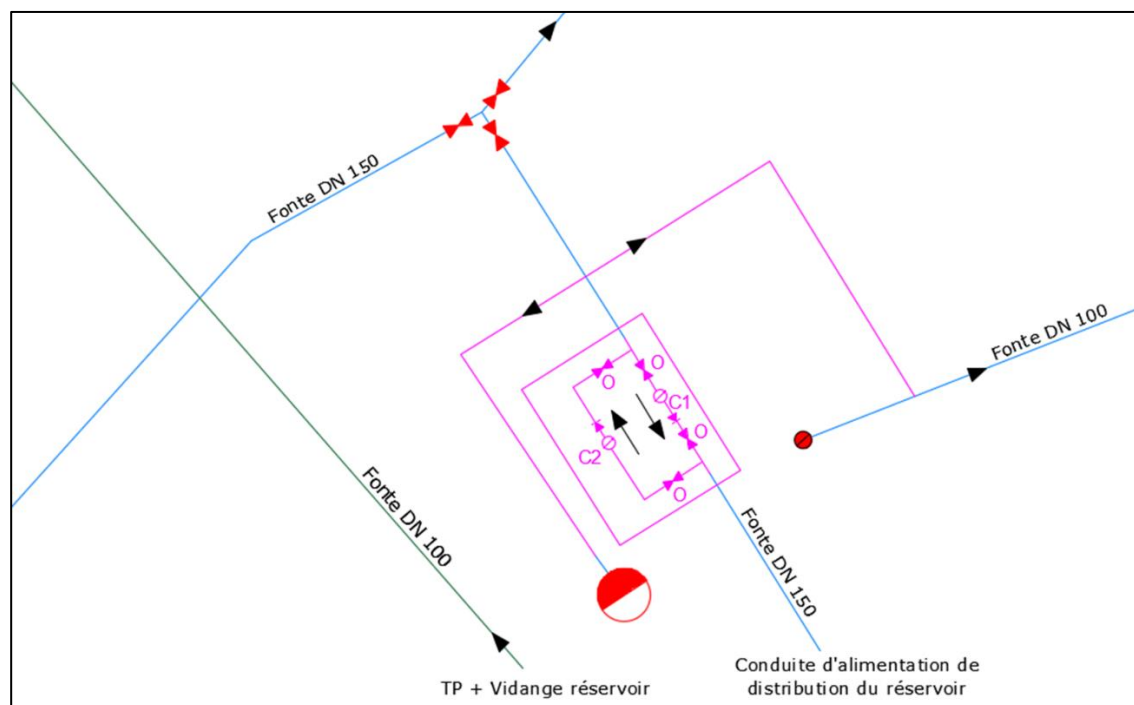 Fonte DN 150
Fonte DN 100
O
O
C1
O
C2
O
Fonte DN 100
Fonte DN 150
TP + Vidange réservoir
Conduite d'alimentation de
distribution du réservoir